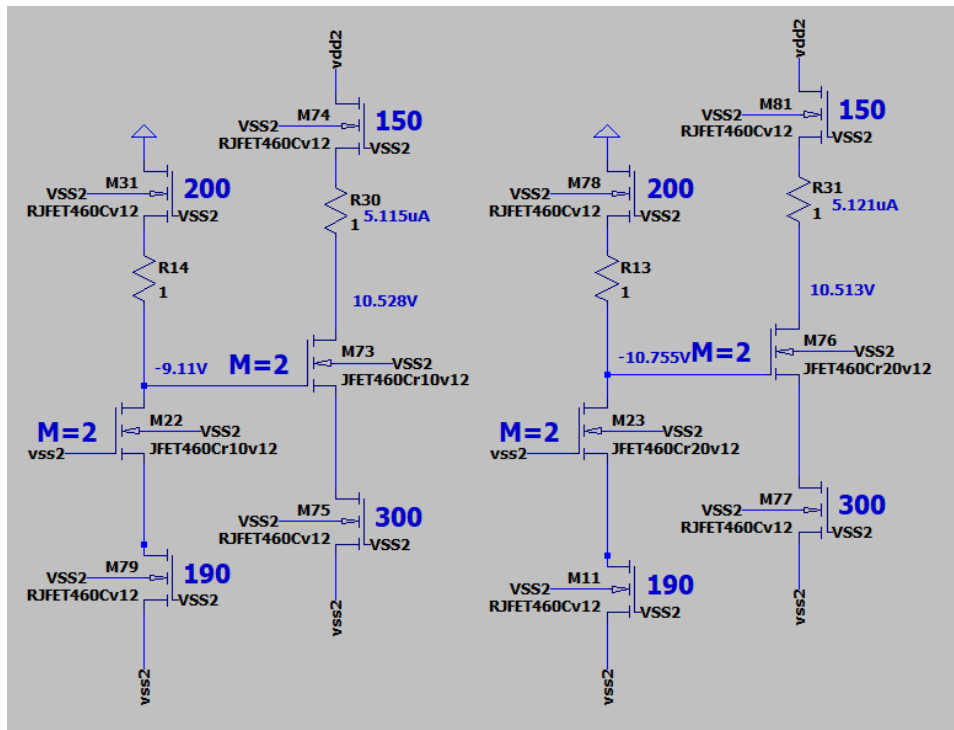 vdd2
M74
VSS2
150
RJFET460Cv12
VSS2
M31
VSS2
200
RJFET460Cv12
VSS2
R30
5.115uA
1
R14
1
10.528V
-9.11V
M=2
M73
VSS2
JFET460Cr10v12
M=2
M22
VSS2
vss2
JFET460Cr10v12
M75
VSS2
300
RJFET460Cv12
VSS2
M79
VSS2
190
RJFET460Cv12
VSS2
vss2
vss2
vdd2
M81
VSS2
150
RJFET460Cv12
VSS2
M78
VSS2
200
RJFET460Cv12
VSS2
R31
5.121uA
1
R13
1
10.513V
-10.755V
M=2
M76
VSS2
JFET460Cr20v12
M=2
M23
VSS2
vss2
JFET460Cr20v12
M77
VSS2
300
RJFET460Cv12
VSS2
M11
VSS2
190
RJFET460Cv12
VSS2
vss2
vss2